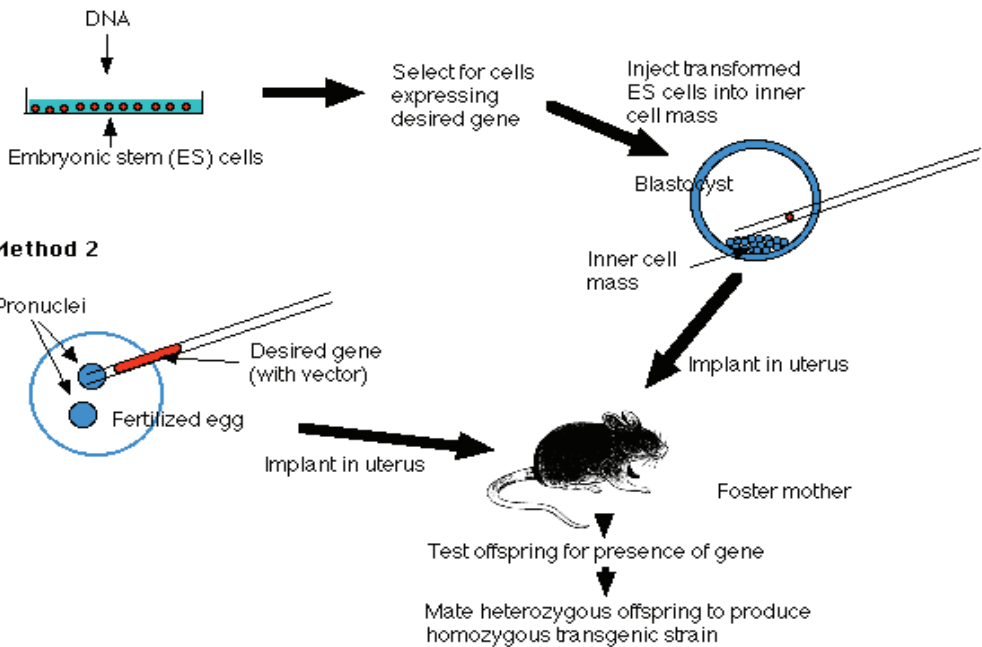 DNA
Select for cells
expressing
desired gene
Inject transformed
ES cells into inner
cell mass
Embryonic stem (ES) cells
Blastocyst
Inner cell
mass
Method 2
Pronuclei
Desired gene
(with vector)
Fertilized egg
Implant in uterus
Implant in uterus
Foster mother
Test offspring for presence of gene
Mate heterozygous offspring to produce
homozygous transgenic strain